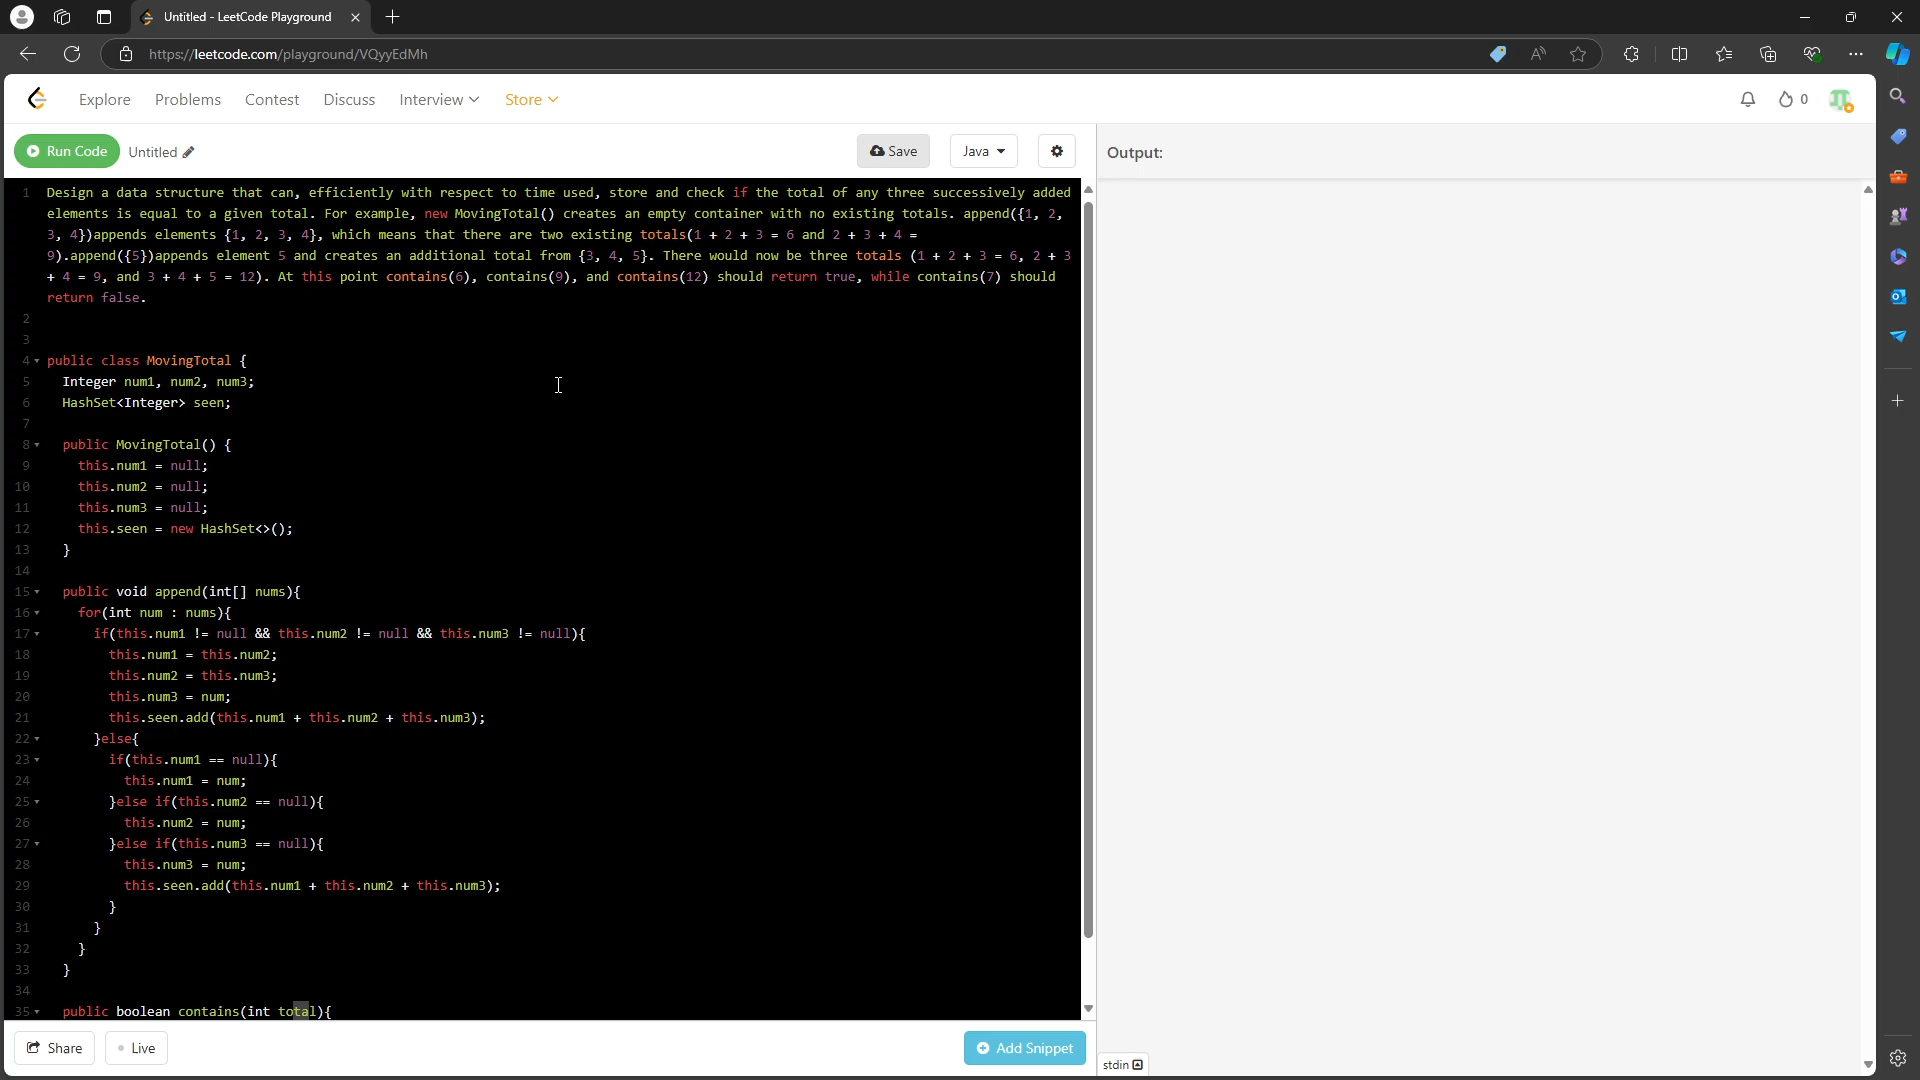 Untitled - LeetCode Playground
https://leetcode.com/playground/VQyyEdMh
Explore Problems Contest Discuss Interview Store 0
Run Code Untitled Save Java Output:
1 Design a data structure that can, efficiently with respect to time used, store and check if the total of any three successively added
elements is equal to a given total. For example, new MovingTotal() creates an empty container with no existing totals. append({1, 2,
3, 4})appends elements {1, 2, 3, 4}, which means that there are two existing totals(1 + 2 + 3 = 6 and 2 + 3 + 4 =
9).append({5})appends element 5 and creates an additional total from {3, 4, 5}. There would now be three totals (1 + 2 + 3 = 6, 2 + 3
+ 4 = 9, and 3 + 4 + 5 = 12). At this point contains(6), contains(9), and contains(12) should return true, while contains(7) should
return false.
2
3
4 public class MovingTotal {
5 Integer num1, num2, num3;
6 HashSet<Integer> seen;
7
8 public MovingTotal() {
9 this.num1 = null;
10 this.num2 = null;
11 this.num3 = null;
12 this.seen = new HashSet<>();
13 }
14
15 public void append(int[] nums){
16 for(int num : nums){
17 if(this.num1 != null && this.num2 != null && this.num3 != null){
18 this.num1 = this.num2;
19 this.num2 = this.num3;
20 this.num3 = num;
21 this.seen.add(this.num1 + this.num2 + this.num3);
22 }else{
23 if(this.num1 == null){
24 this.num1 = num;
25 }else if(this.num2 == null){
26 this.num2 = num;
27 }else if(this.num3 == null){
28 this.num3 = num;
29 this.seen.add(this.num1 + this.num2 + this.num3);
30 }
31 }
32 }
33 }
34
35 public boolean contains(int total){
Share Live Add Snippet stdin